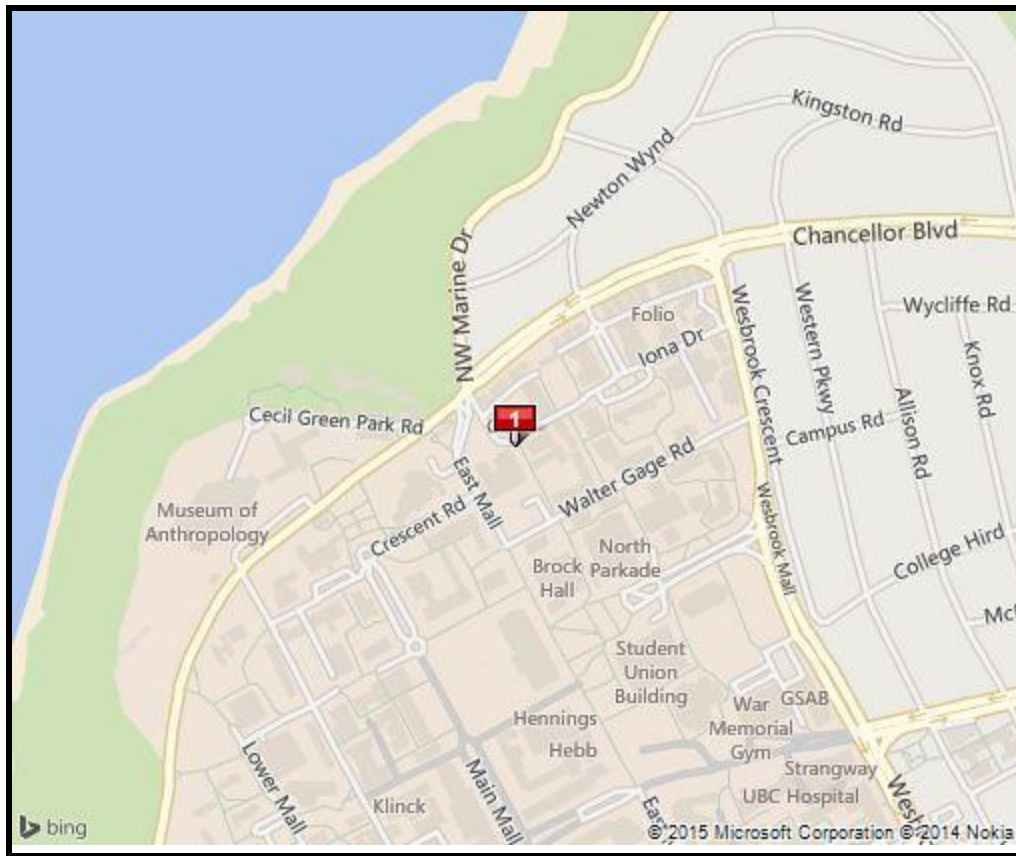 Kingston Rd
Newton Wynd
Chancellor Blvd
NW Marine Dr
Wesbrook Crescent
Western Pkwy
Wycliffe Rd
Folio
Iona Dr
Knox Rd
Allison Rd
Cecil Green Park Rd
1
Campus Rd
East Mall
Walter Gage Rd
Museum of
Anthropology
Crescent Rd
Wesbrook Mall
North
Parkade
Brock
Hall
College Hird
Student
Union
Building
War
Memorial
Gym
GSAB
Hennings
Hebb
Strangway
UBC Hospital
Lower Mall
Main Mall
Klinck
bing
© 2015 Microsoft Corporation © 2014 Nokia